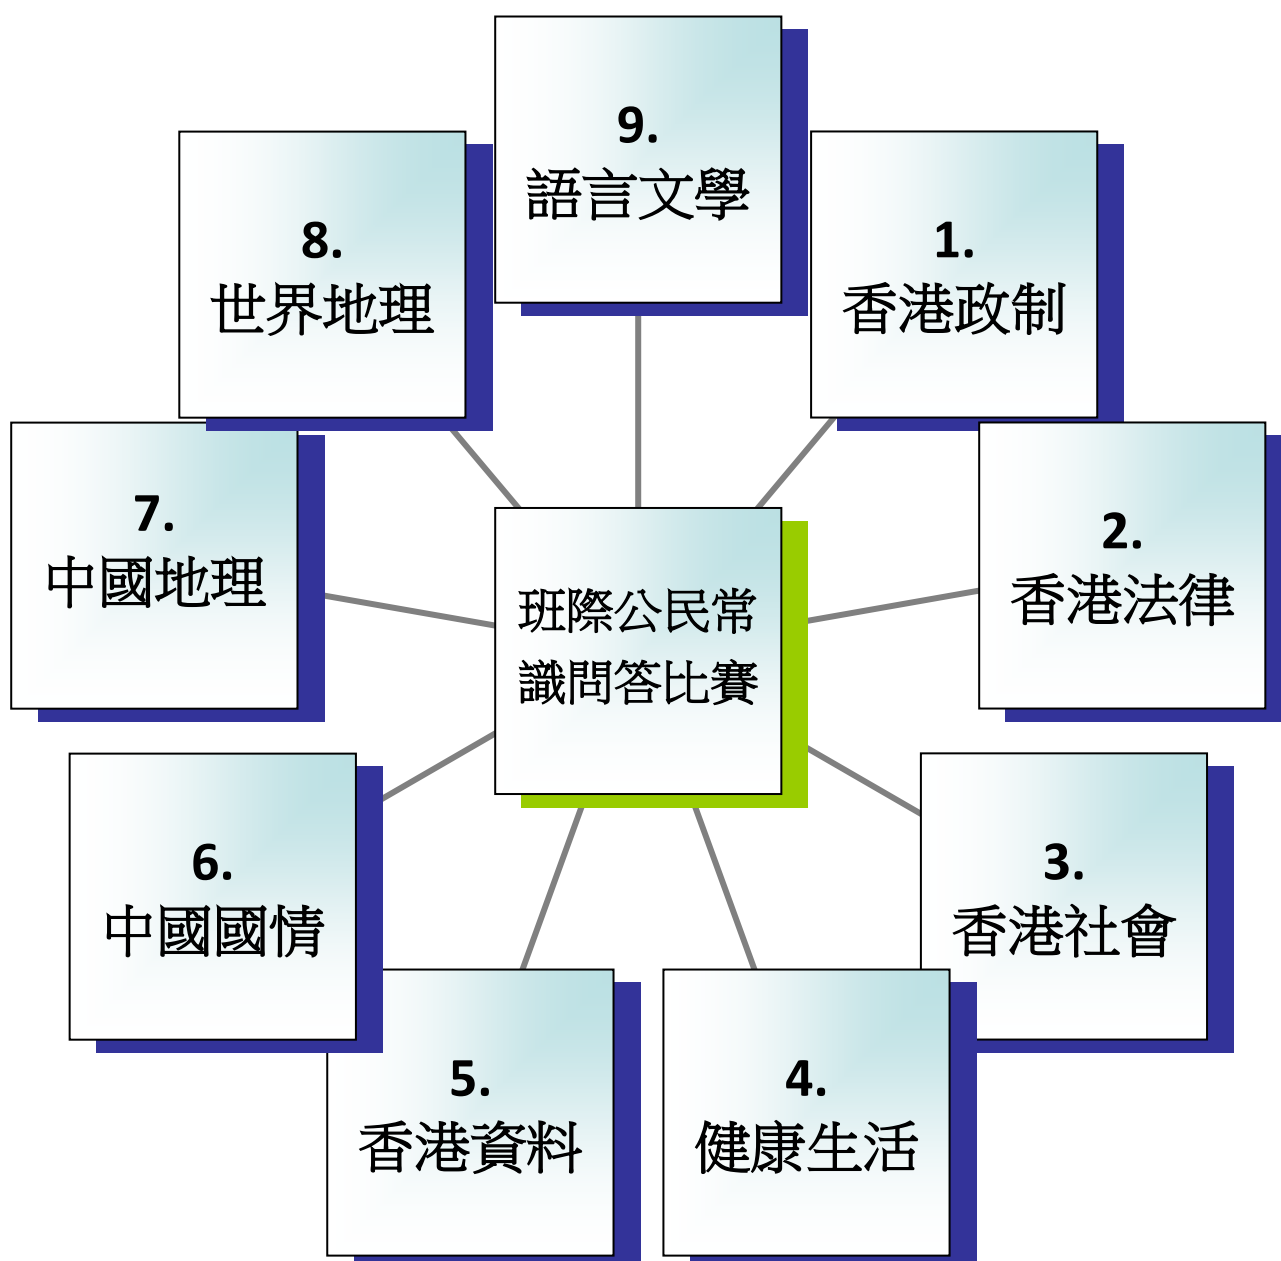 9.
語言文學
8.
世界地理
1.
香港政制
7.
中國地理
2.
香港法律
班際公民常
識問答比賽
6.
中國國情
3.
香港社會
5.
香港資料
4.
健康生活